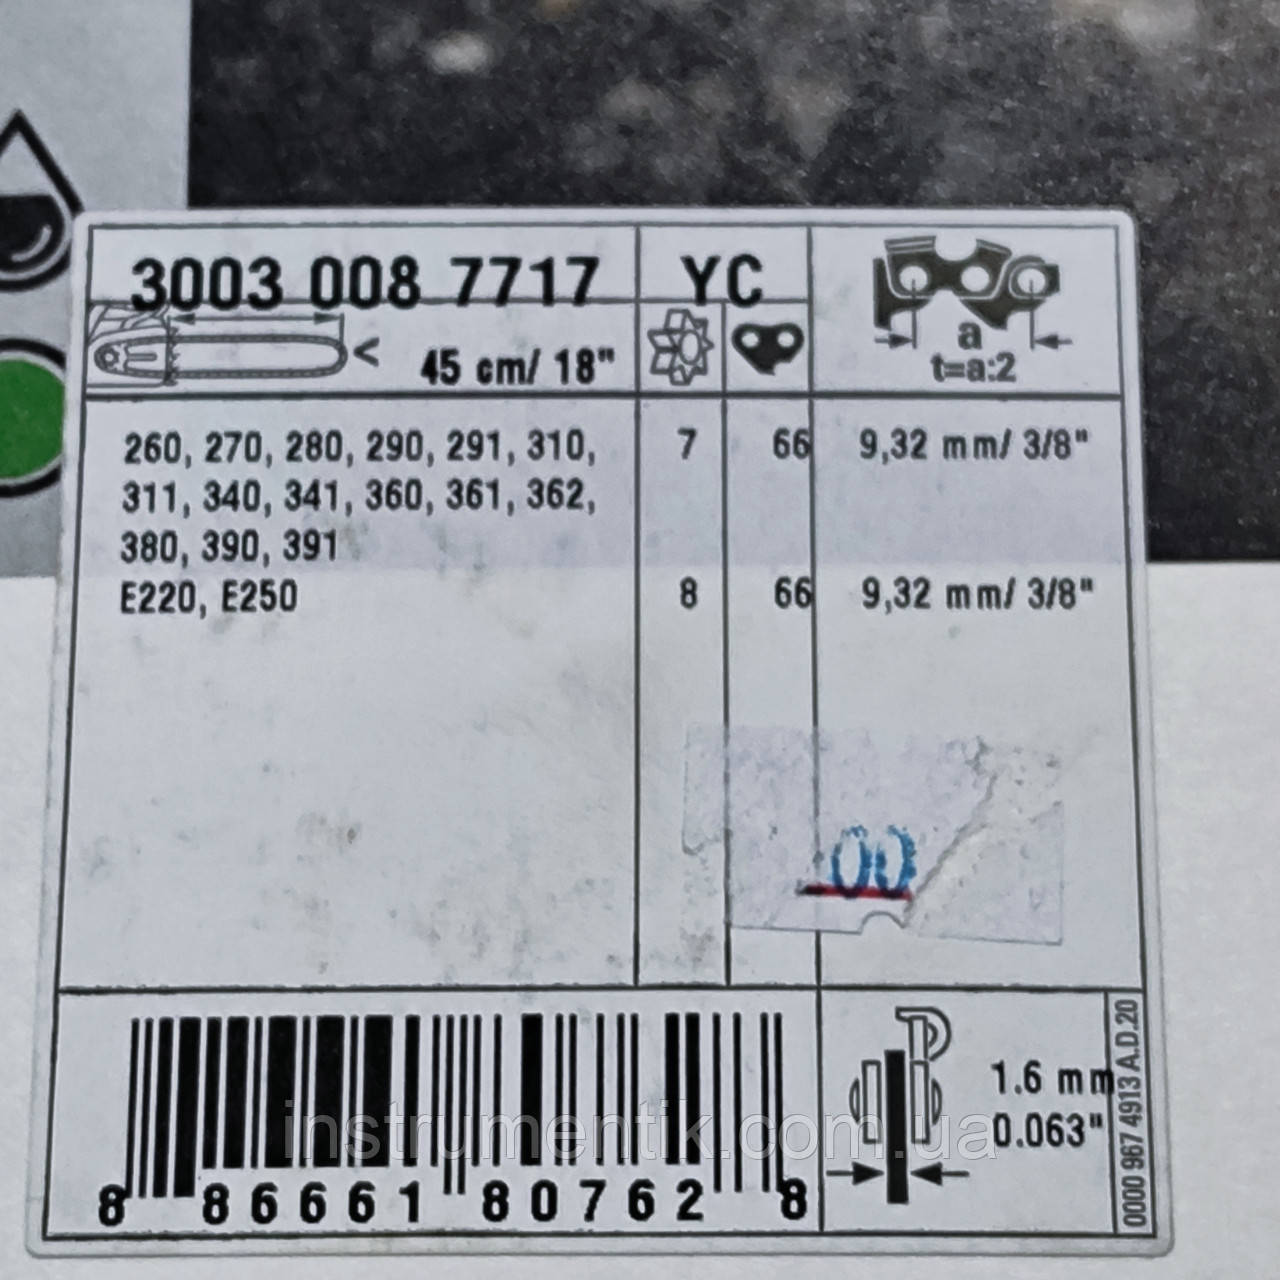 3003 008 7717 YC
a
t=a:2
< 45 cm/ 18"
260, 270, 280, 290, 291, 310, 7 66 9,32 mm/ 3/8"
311, 340, 341, 360, 361, 362,
380, 390, 391
E220, E250 8 66 9,32 mm/ 3/8"
00
1.6 mm
0.063"
0000 967 4913 A.D.20
instrumentik.com.ua
8 86661 80762 8